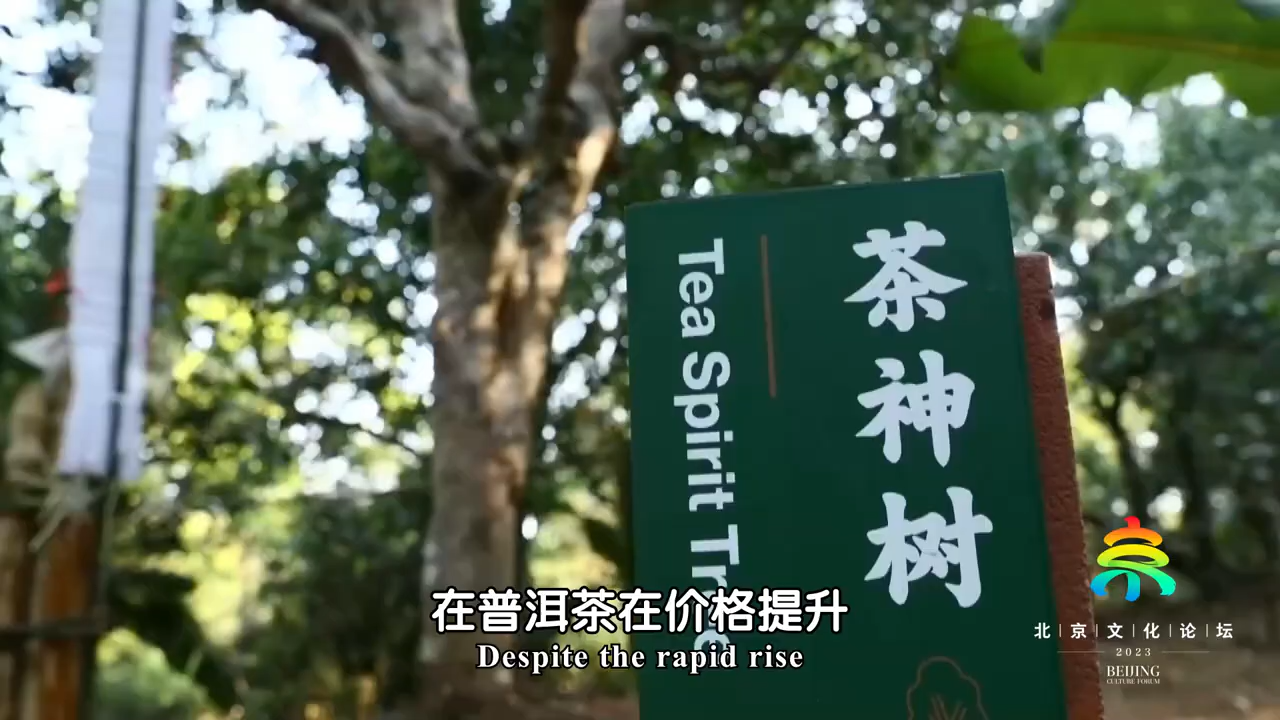 茶神树
Tea Spirit Tree
在普洱茶在价格提升
Despite the rapid rise
北京文化论坛
2023
BEIJING
CULTURE FORUM